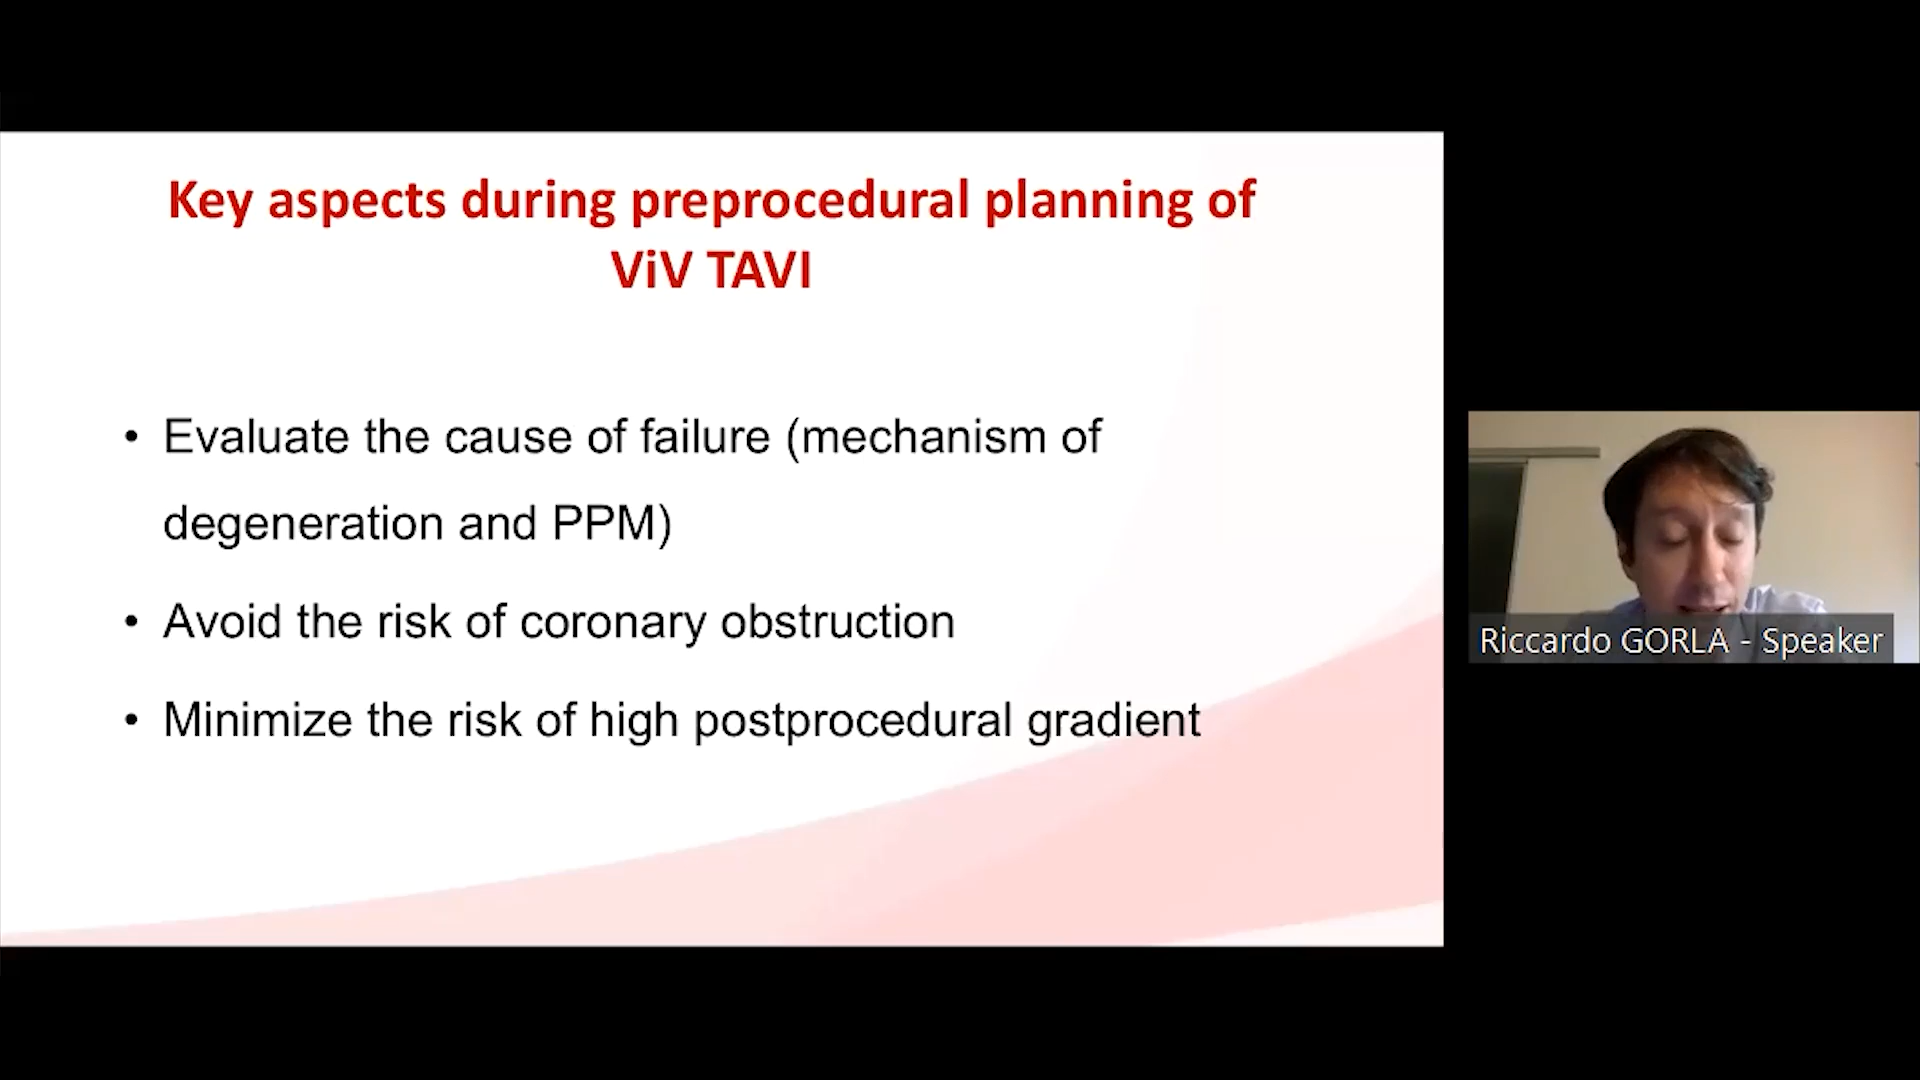 Key aspects during preprocedural planning of
ViV TAVI
• Evaluate the cause of failure (mechanism of
degeneration and PPM)
• Avoid the risk of coronary obstruction
• Minimize the risk of high postprocedural gradient
Riccardo GORLA - Speaker